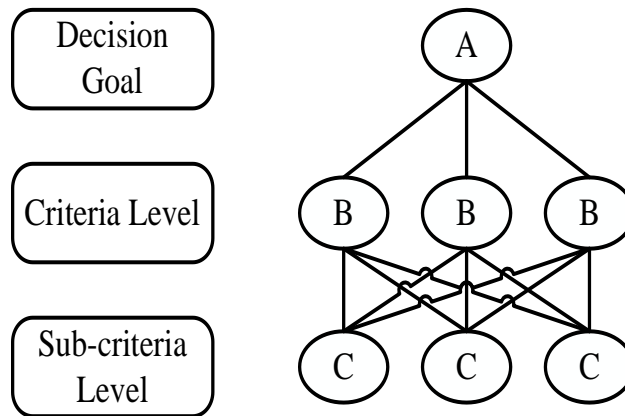 Decision
Goal
A
Criteria Level
B B B
Sub-criteria
Level
C C C